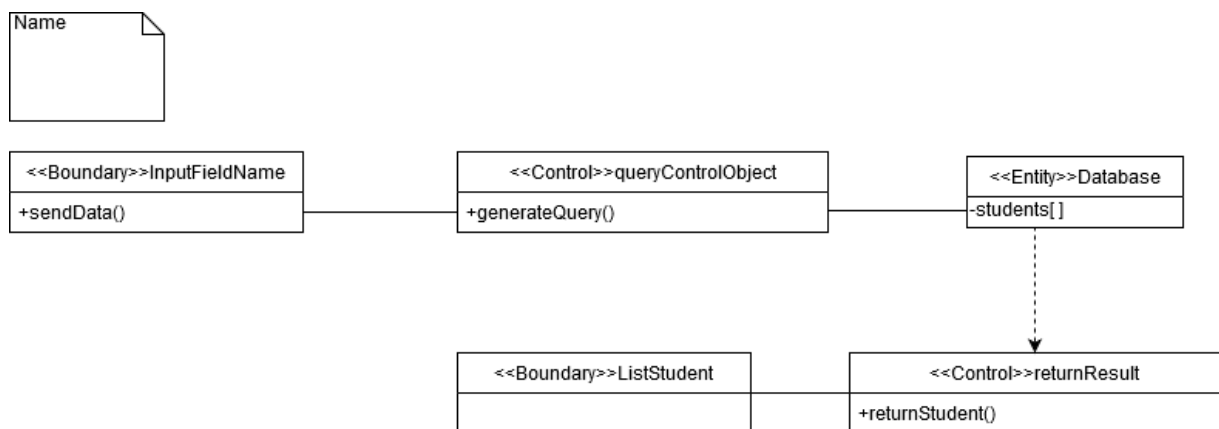 Name
<<Boundary>>InputFieldName
+sendData()
<<Control>>queryControlObject
+generateQuery()
<<Entity>>Database
-students[ ]
<<Boundary>>ListStudent
<<Control>>returnResult
+returnStudent()